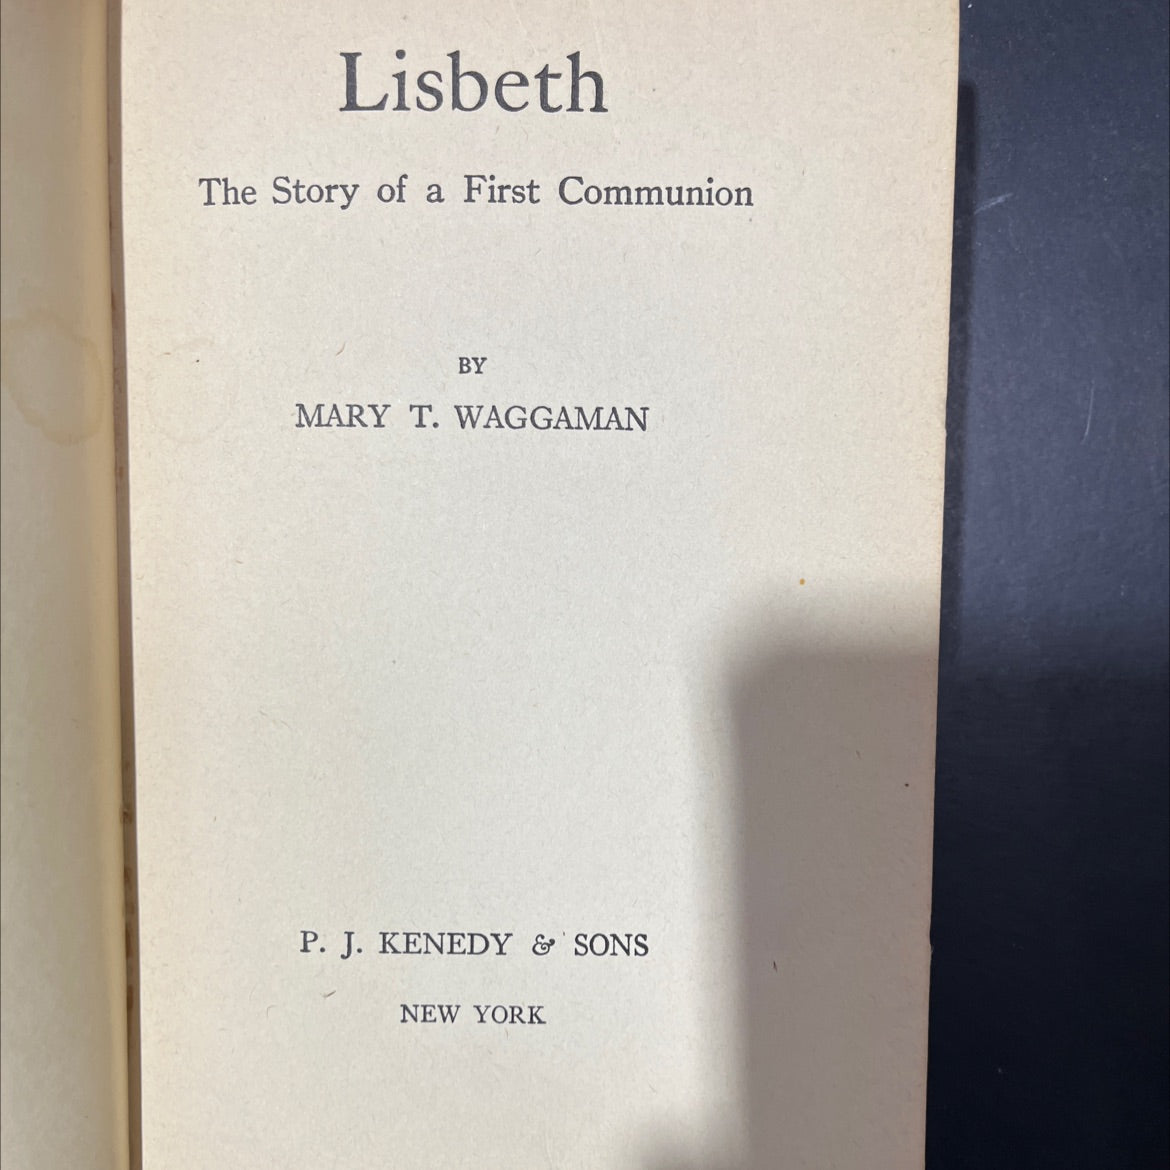 Lisbeth
The Story of a First Communion
BY
MARY T. WAGGAMAN
P. J. KENEDY & SONS
NEW YORK